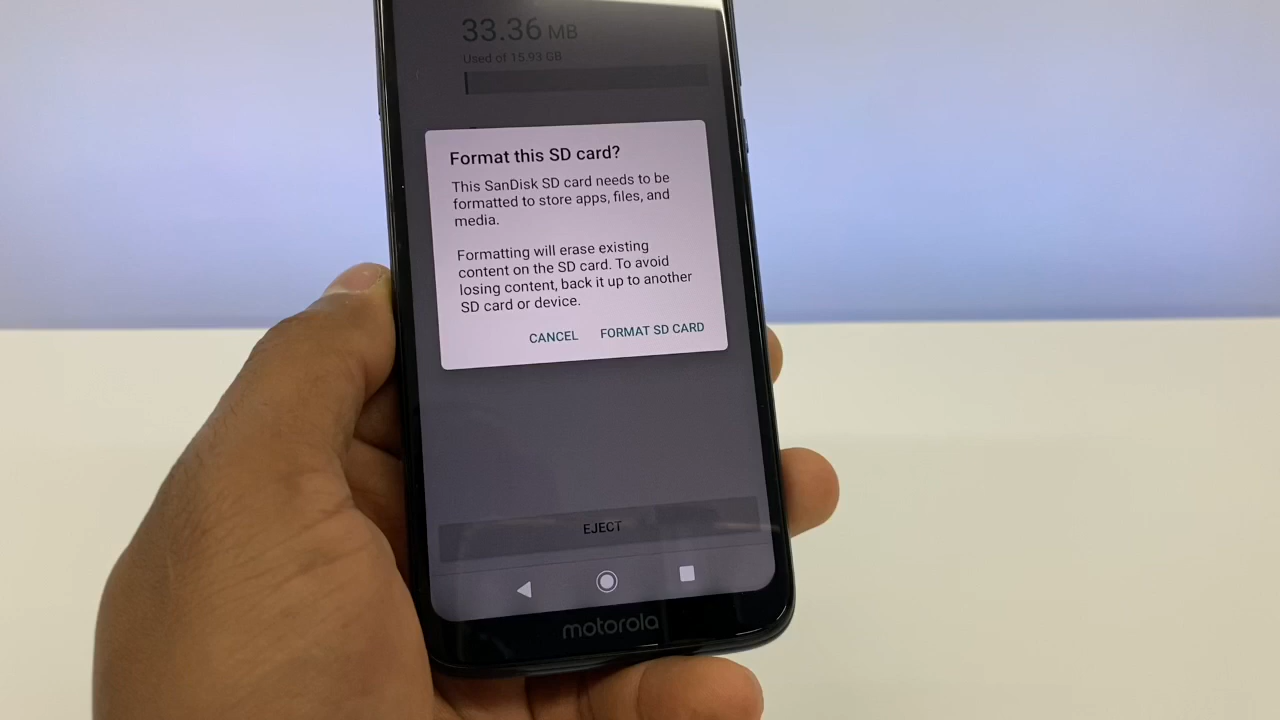 33.36 MB
Used of 15.93 GB
Format this SD card?
This SanDisk SD card needs to be
formatted to store apps, files, and
media.
Formatting will erase existing
content on the SD card. To avoid
losing content, back it up to another
SD card or device.
CANCEL FORMAT SD CARD
EJECT
motorola